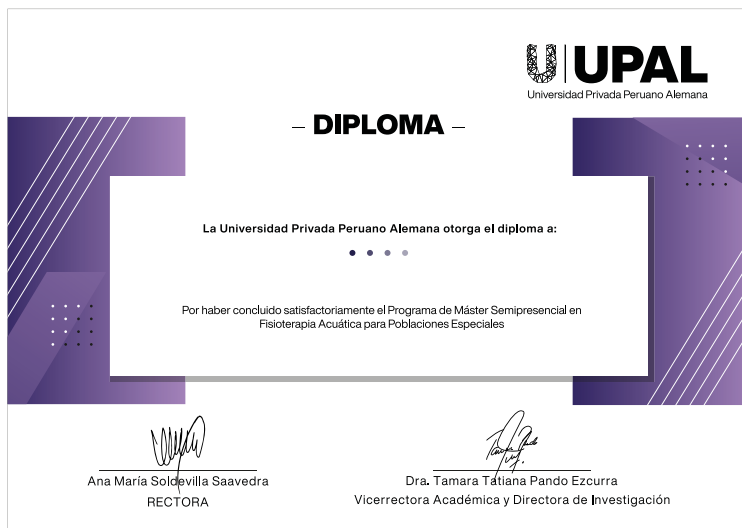 UPAL
Universidad Privada Peruano Alemana
– DIPLOMA –
La Universidad Privada Peruano Alemana otorga el diploma a:
Por haber concluido satisfactoriamente el Programa de Máster Semipresencial en
Fisioterapia Acuática para Poblaciones Especiales
Ana María Soldevilla Saavedra
RECTORA
Dra. Tamara Tatiana Pando Ezcurra
Vicerrectora Académica y Directora de Investigación